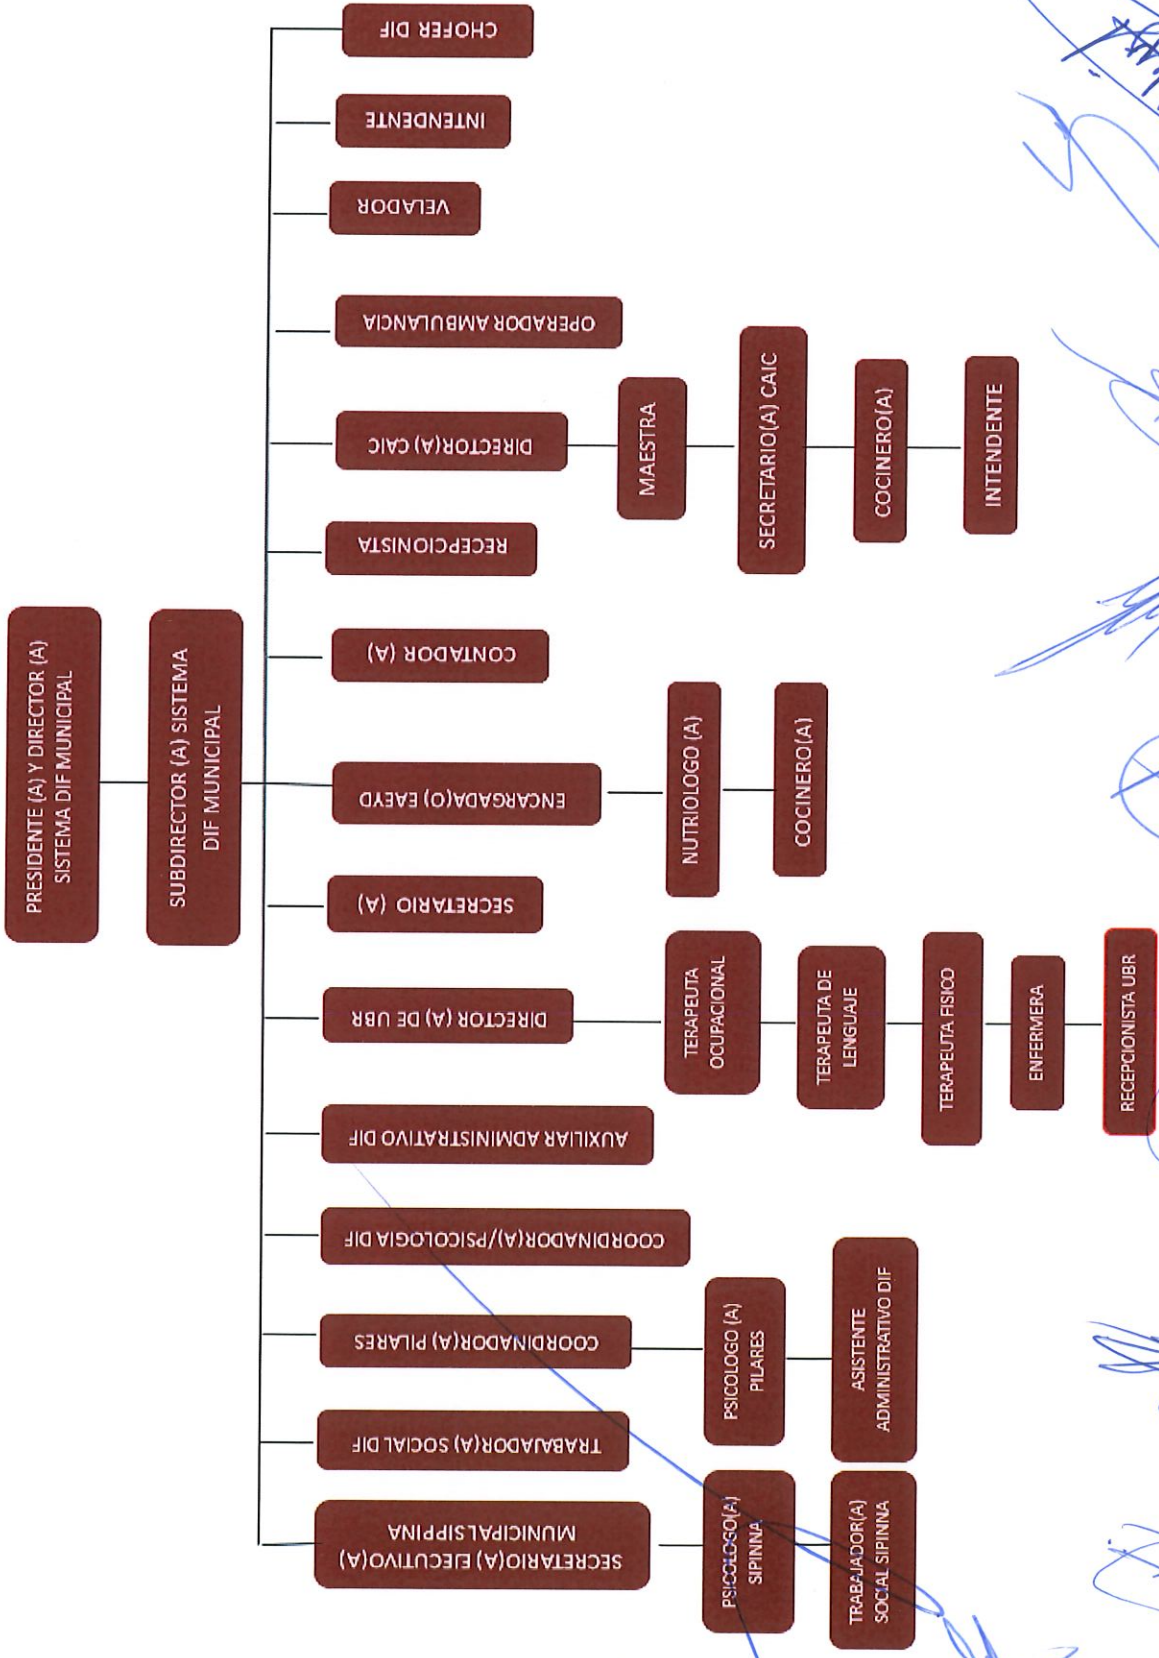 PRESIDENTE (A) Y DIRECTOR (A)
SISTEMA DIF MUNICIPAL
SUBDIRECTOR (A) SISTEMA
DIF MUNICIPAL
SECRETARIO(A) EJECUTIVO(A)
MUNICIPALSIPPINA
PSICOLOGO(A)
SIPINNA
TRABAJADOR(A)
SOCIAL SIPINNA
TRABAJADOR(A) SOCIAL DIF
COORDINADOR(A) PILARES
PSICOLOGO (A)
PILARES
ASISTENTE
ADMINISTRATIVO DIF
COORDINADOR(A)/PSICOLOGIA DIF
AUXILIAR ADMINISTRATIVO DIF
DIRECTOR (A) DE UBR
TERAPEUTA
OCUPACIONAL
TERAPEUTA DE
LENGUAJE
TERAPEUTA FISICO
ENFERMERA
RECEPCIONISTA UBR
SECRETARIO (A)
ENCARGADA(O) EAEYD
NUTRIOLOGO (A)
COCINERO(A)
CONTADOR (A)
RECEPCIONISTA
DIRECTOR(A) CAIC
MAESTRA
SECRETARIO(A) CAIC
COCINERO(A)
INTENDENTE
OPERADOR AMBULANCIA
VELADOR
INTENDENTE
CHOFER DIF